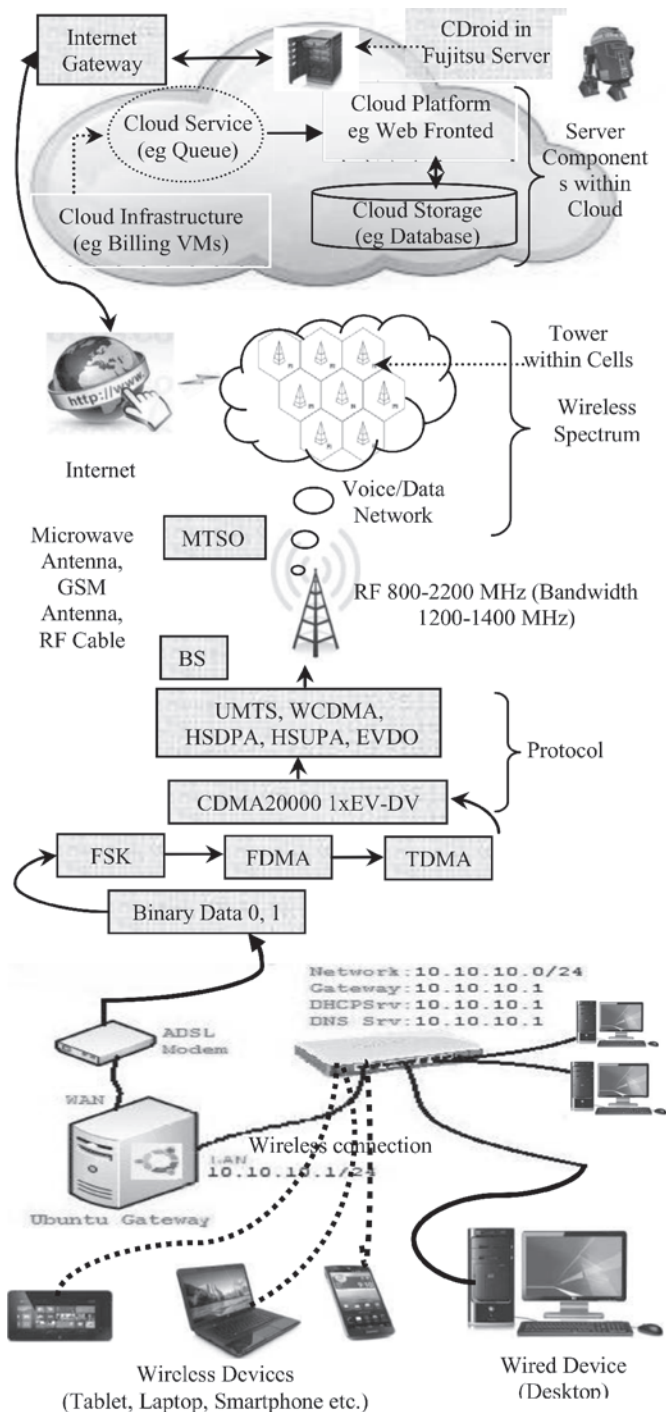 Internet
Gateway
CDroid in
Fujitsu Server
Cloud Service
(eg Queue)
Cloud Platform
eg Web Fronted
Server
Component
s within
Cloud
Cloud Infrastructure
(eg Billing VMs)
Cloud Storage
(eg Database)
http://www.
Internet
Tower
within Cells
Wireless
Spectrum
Voice/Data
Network
Microwave
Antenna,
GSM
Antenna,
RF Cable
MTSO
RF 800-2200 MHz (Bandwidth
1200-1400 MHz)
BS
UMTS, WCDMA,
HSDPA, HSUPA, EVDO
Protocol
CDMA20000 1xEV-DV
FSK
FDMA
TDMA
Binary Data 0, 1
Network:10.10.10.0/24
Gateway:10.10.10.1
DHCPSrv:10.10.10.1
DNS Srv:10.10.10.1
ADSL
Modem
WAN
Wireless connection
LAN
10.10.10.1/24
Ubuntu Gateway
Wireless Devices
(Tablet, Laptop, Smartphone etc.)
Wired Device
(Desktop)